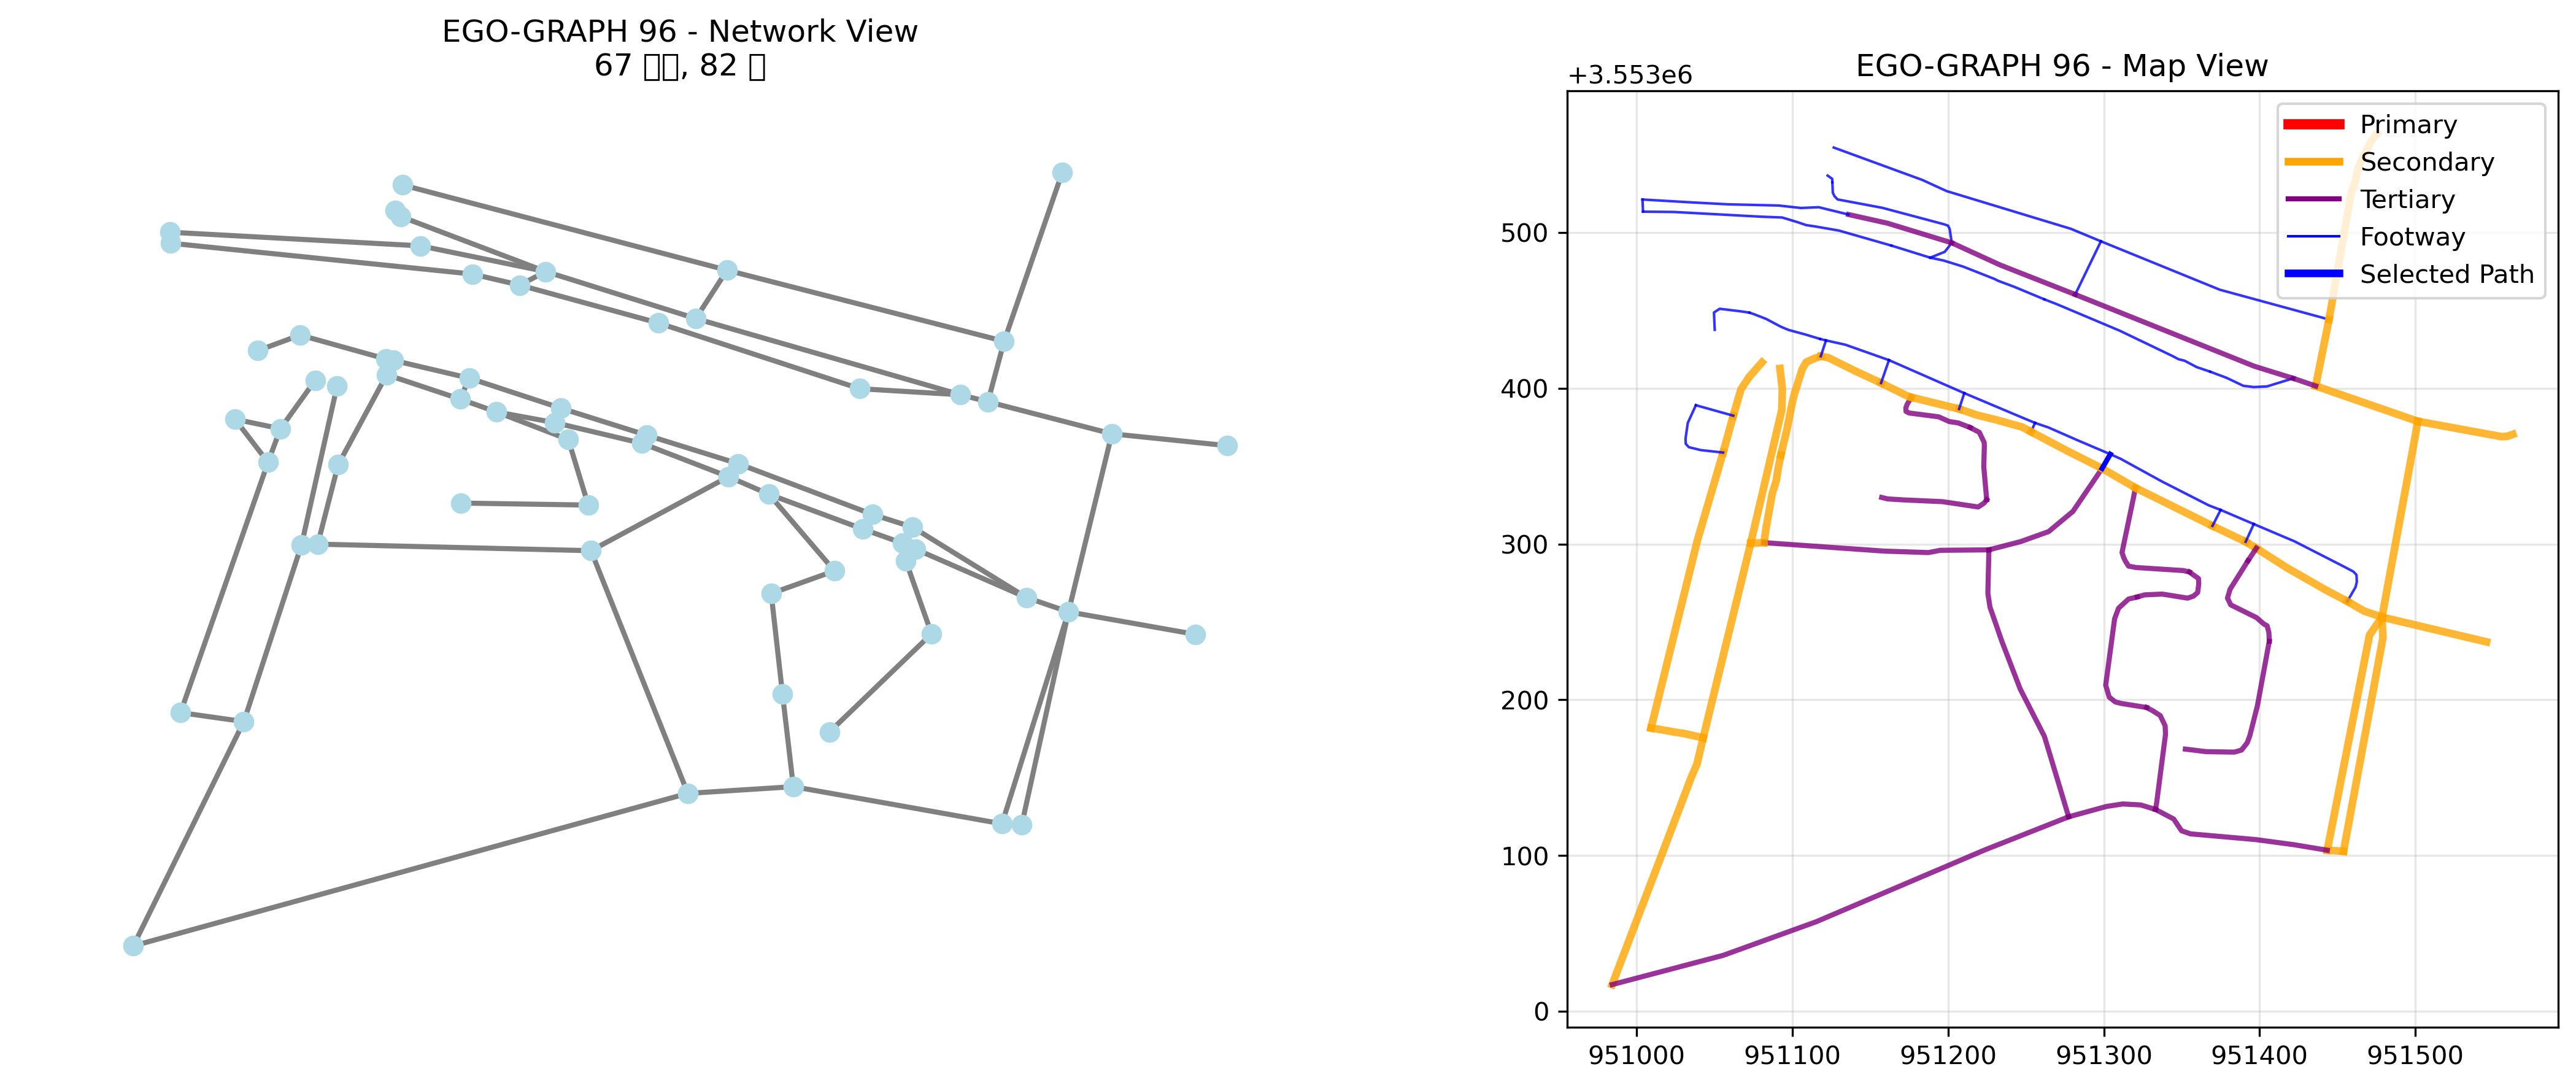 EGO-GRAPH 96 - Network View
67 , 82
EGO-GRAPH 96 - Map View
+3.553e6
Primary
Secondary
Tertiary
Footway
Selected Path
500
400
300
200
100
0
951000 951100 951200 951300 951400 951500